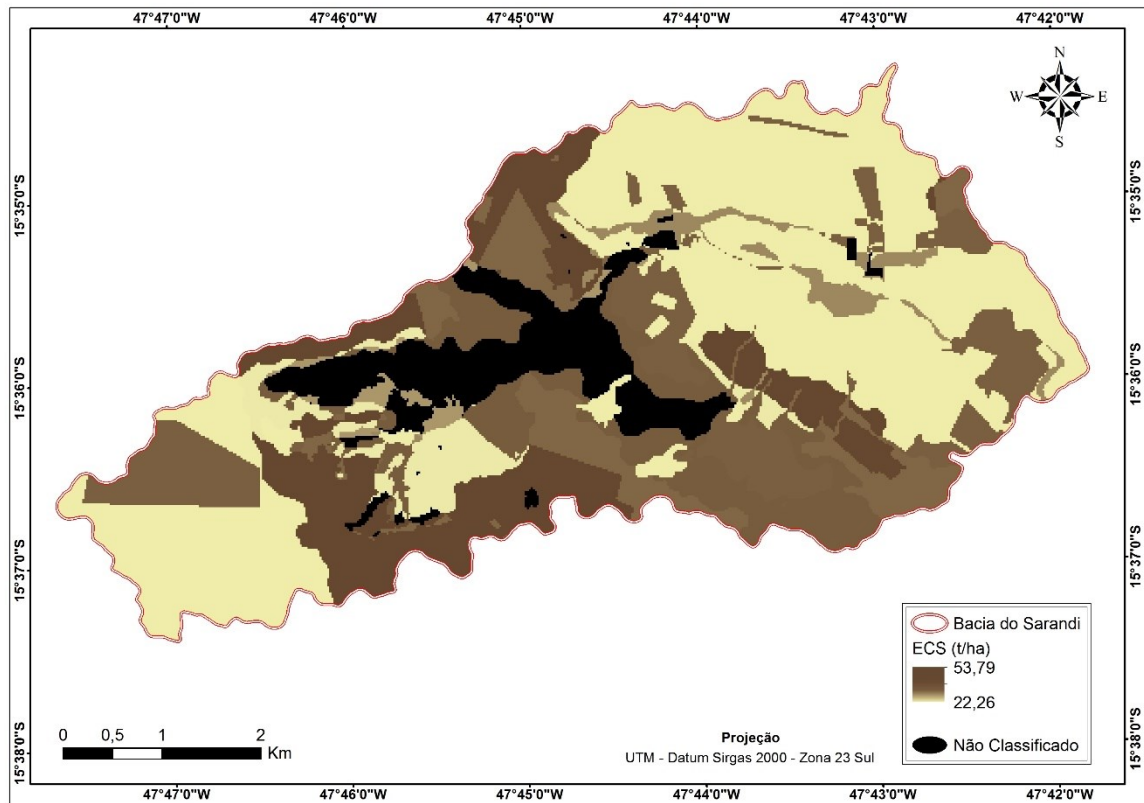 47°47'0"W 47°46'0"W 47°45'0"W 47°44'0"W 47°43'0"W 47°42'0"W
N
W E
S
15°35'0"S 15°35'0"S
15°36'0"S 15°36'0"S
15°37'0"S 15°37'0"S
15°38'0"S 15°38'0"S
Bacia do Sarandi
ECS (t/ha)
53,79
22,26
Não Classificado
0 0,5 1 2
Km
Projeção
UTM - Datum Sirgas 2000 - Zona 23 Sul
47°47'0"W 47°46'0"W 47°45'0"W 47°44'0"W 47°43'0"W 47°42'0"W